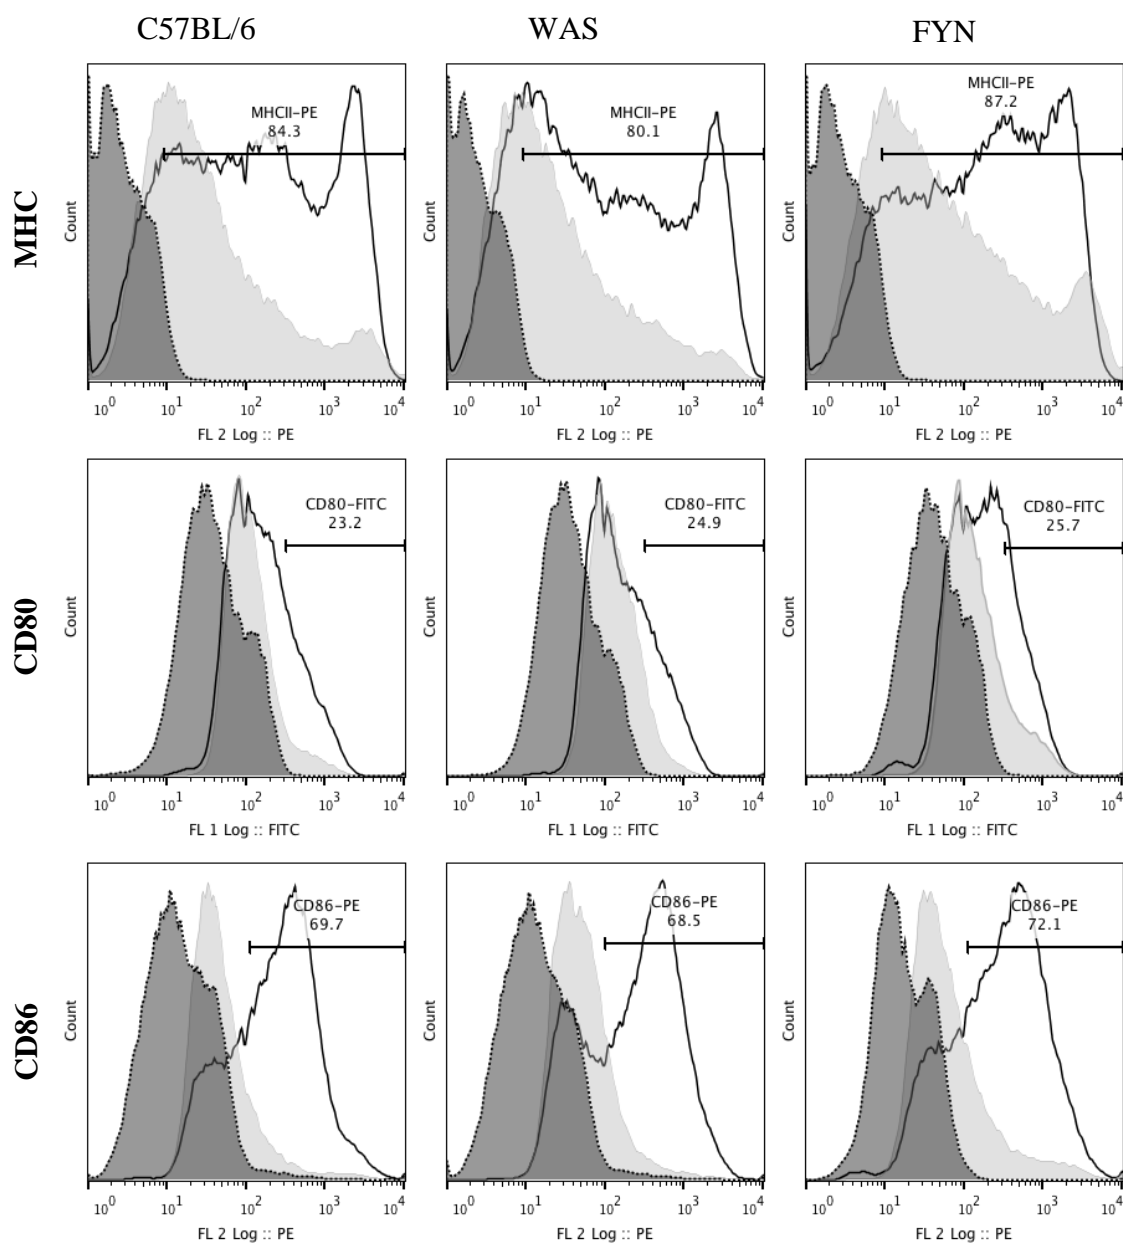 C57BL/6 WAS FYN
MHC
Count
MHCII-PE
84.3
10^0 10^1 10^2 10^3 10^4
FL 2 Log :: PE
Count
MHCII-PE
80.1
10^0 10^1 10^2 10^3 10^4
FL 2 Log :: PE
Count
MHCII-PE
87.2
10^0 10^1 10^2 10^3 10^4
FL 2 Log :: PE
CD80
Count
CD80-FITC
23.2
10^0 10^1 10^2 10^3 10^4
FL 1 Log :: FITC
Count
CD80-FITC
24.9
10^0 10^1 10^2 10^3 10^4
FL 1 Log :: FITC
Count
CD80-FITC
25.7
10^0 10^1 10^2 10^3 10^4
FL 1 Log :: FITC
CD86
Count
CD86-PE
69.7
10^0 10^1 10^2 10^3 10^4
FL 2 Log :: PE
Count
CD86-PE
68.5
10^0 10^1 10^2 10^3 10^4
FL 2 Log :: PE
Count
CD86-PE
72.1
10^0 10^1 10^2 10^3 10^4
FL 2 Log :: PE